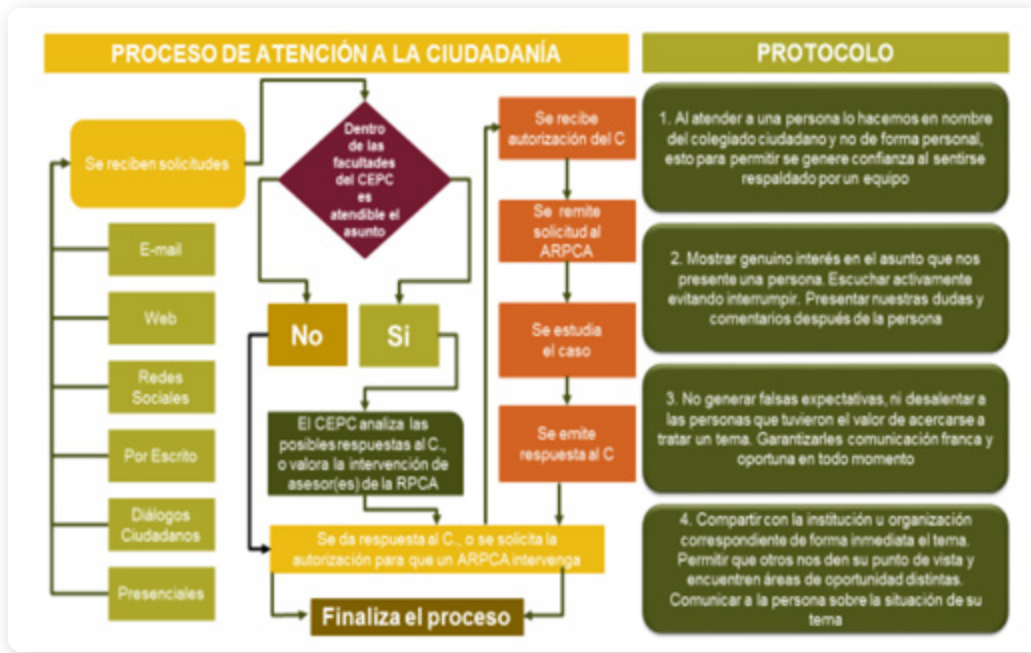 PROCESO DE ATENCIÓN A LA CIUDADANÍA
Se reciben solicitudes
E-mail
Web
Redes
Sociales
Por Escrito
Diálogos
Ciudadanos
Presenciales
Dentro
de las
facultades
del CEPC
es
atendible el
asunto
No
Si
El CEPC analiza las
posibles respuestas al C.,
o valora la intervención de
asesor(es) de la RPCA
Se da respuesta al C., o se solicita la
autorización para que un ARPCA intervenga
Finaliza el proceso
Se recibe
autorización del C
Se remite
solicitud al
ARPCA
Se estudia
el caso
Se emite
respuesta al C
PROTOCOLO
1. Al atender a una persona lo hacemos en nombre
del colegiado ciudadano y no de forma personal,
esto para permitir se genere confianza al sentirse
respaldado por un equipo
2. Mostrar genuino interés en el asunto que nos
presente una persona. Escuchar activamente
evitando interrumpir. Presentar nuestras dudas y
comentarios después de la persona
3. No generar falsas expectativas, ni desalentar a
las personas que tuvieron el valor de acercarse a
tratar un tema. Garantizarles comunicación franca y
oportuna en todo momento
4. Compartir con la institución u organización
correspondiente de forma inmediata el tema.
Permitir que otros nos den su punto de vista y
encuentren áreas de oportunidad distintas.
Comunicar a la persona sobre la situación de su
tema